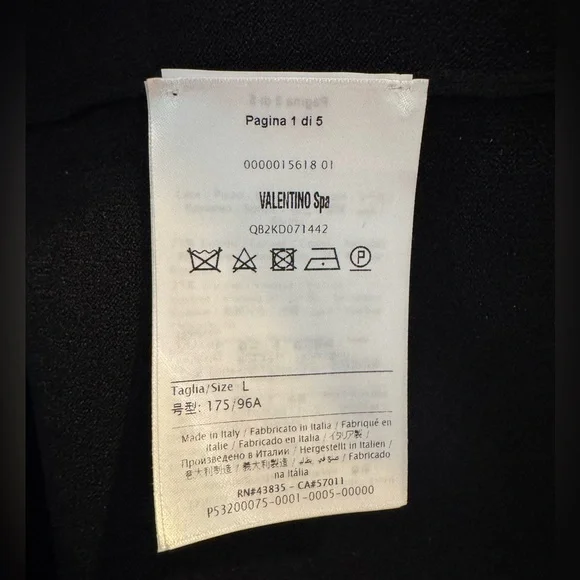 Pagina 1 di 5
0000015618 01
VALENTINO Spa
QB2KD071442
P
Taglia/Size: L
号型: 175/96A
Made in Italy / Fabbricato in Italia / Fabriqué en
Italie / Fabricado en Italia / イタリア製 /
Произведено в Италии / Hergestellt in Italien /
意大利制造 / 義大利製造 / / Fabricado
na Itália
RN#43835 - CA#57011
P53200075-0001-0005-00000